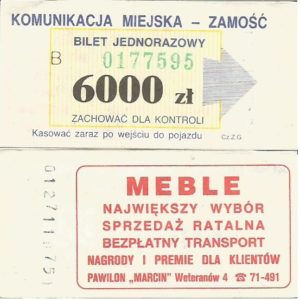 KOMUNIKACJA MIEJSKA – ZAMOŚĆ
BILET JEDNORAZOWY
B 0177595
6000 zł
ZACHOWAĆ DLA KONTROLI
Kasować zaraz po wejściu do pojazdu
Cz.Z.G.
MEBLE
NAJWIĘKSZY WYBÓR
SPRZEDAŻ RATALNA
BEZPŁATNY TRANSPORT
NAGRODY I PREMIE DLA KLIENTÓW
PAWILON „MARCIN” Weteranów 4 ☎ 71-491